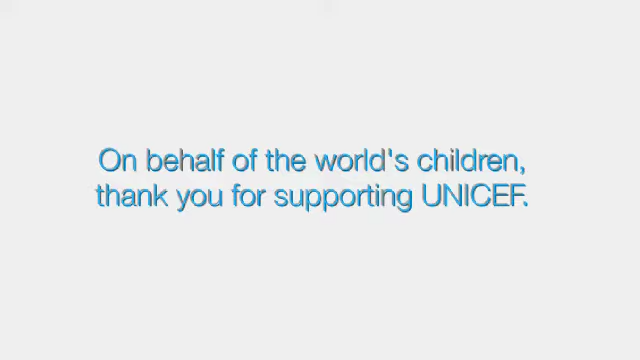 On behalf of the world's children,
thank you for supporting UNICEF.